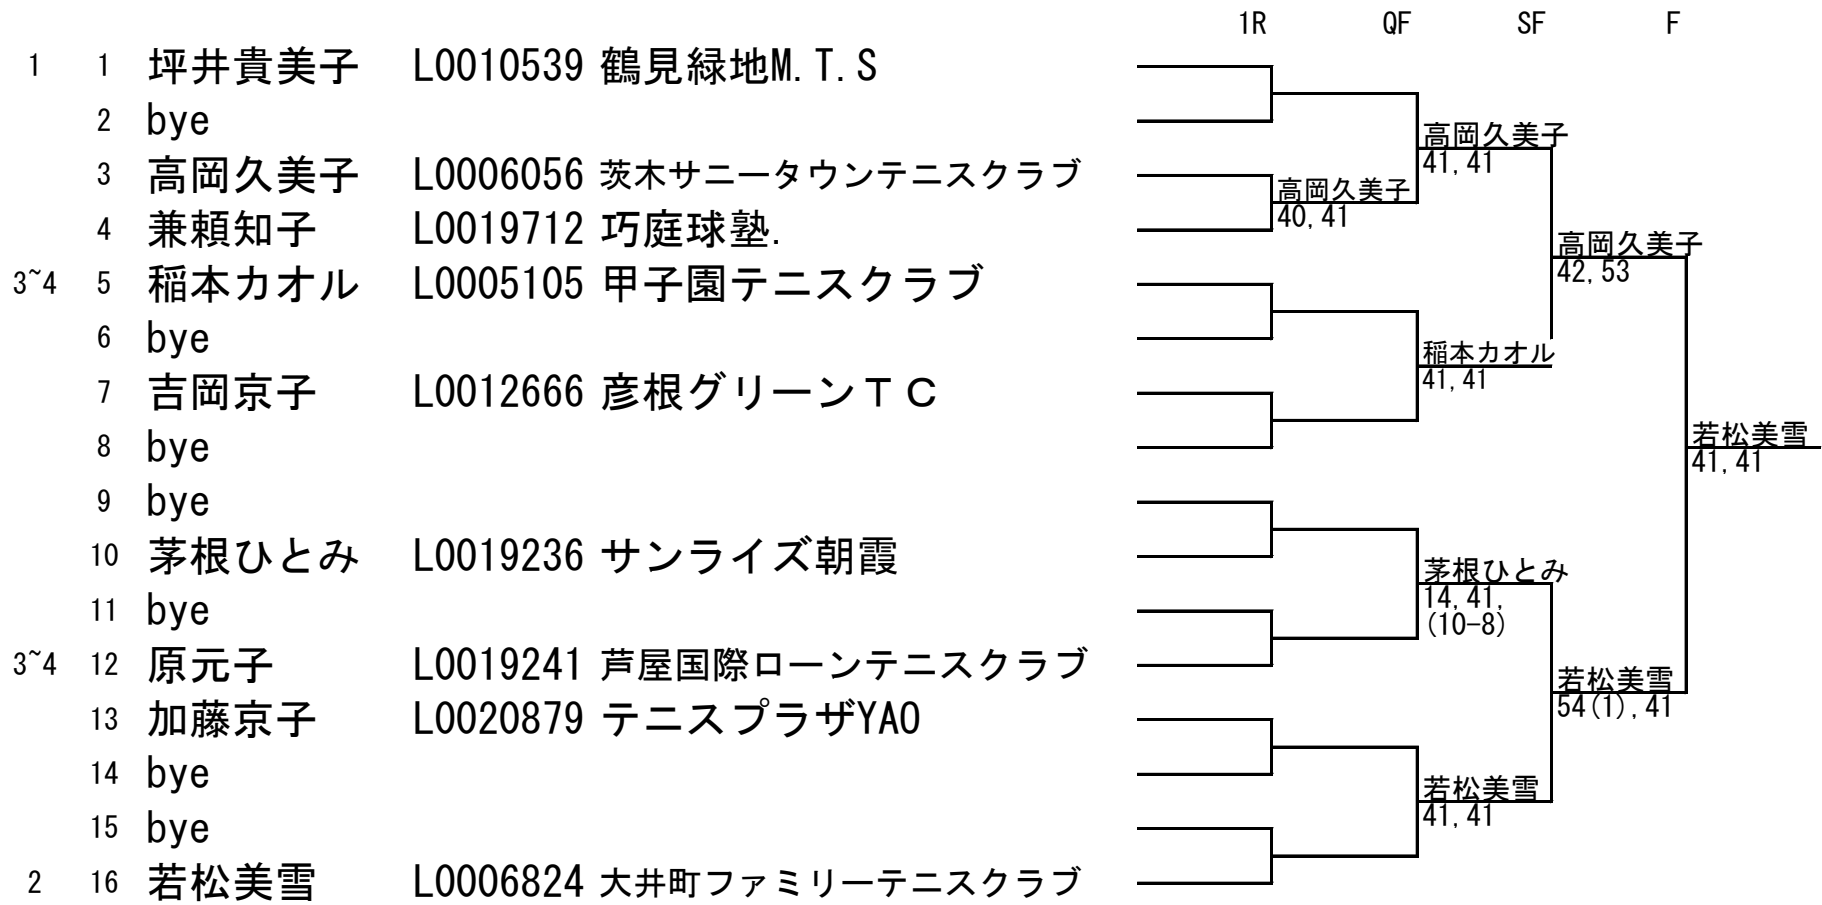 1R QF SF F
1 1 坪井貴美子 L0010539 鶴見緑地M.T.S
2 bye
高岡久美子
41,41
3 高岡久美子 L0006056 茨木サニータウンテニスクラブ
高岡久美子
40,41
4 兼頼知子 L0019712 巧庭球塾.
高岡久美子
42,53
3~4 5 稲本カオル L0005105 甲子園テニスクラブ
6 bye
稲本カオル
41,41
7 吉岡京子 L0012666 彦根グリーンＴＣ
8 bye
若松美雪
41,41
9 bye
10 茅根ひとみ L0019236 サンライズ朝霞
茅根ひとみ
14,41,
(10-8)
11 bye
3~4 12 原元子 L0019241 芦屋国際ローンテニスクラブ
若松美雪
54(1),41
13 加藤京子 L0020879 テニスプラザYAO
14 bye
若松美雪
41,41
15 bye
2 16 若松美雪 L0006824 大井町ファミリーテニスクラブ